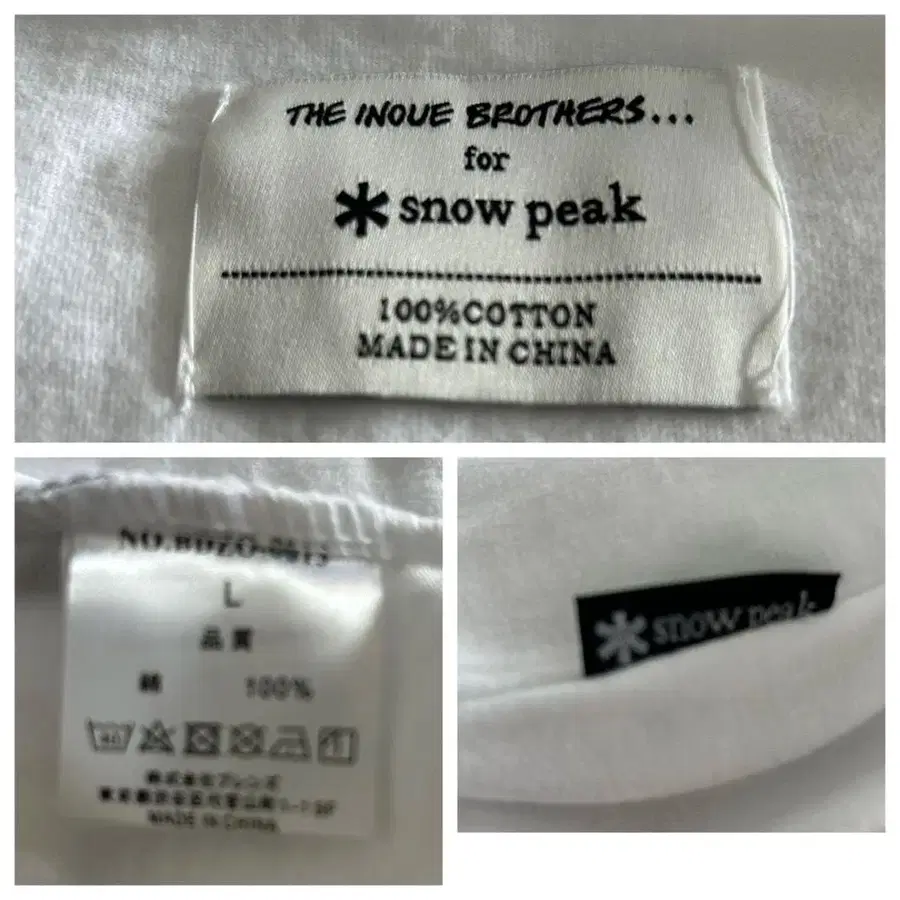 THE INOUE BROTHERS...
for
snow peak
100%COTTON
MADE IN CHINA
L
品質
綿 100%
40
MADE IN CHINA
snow peak